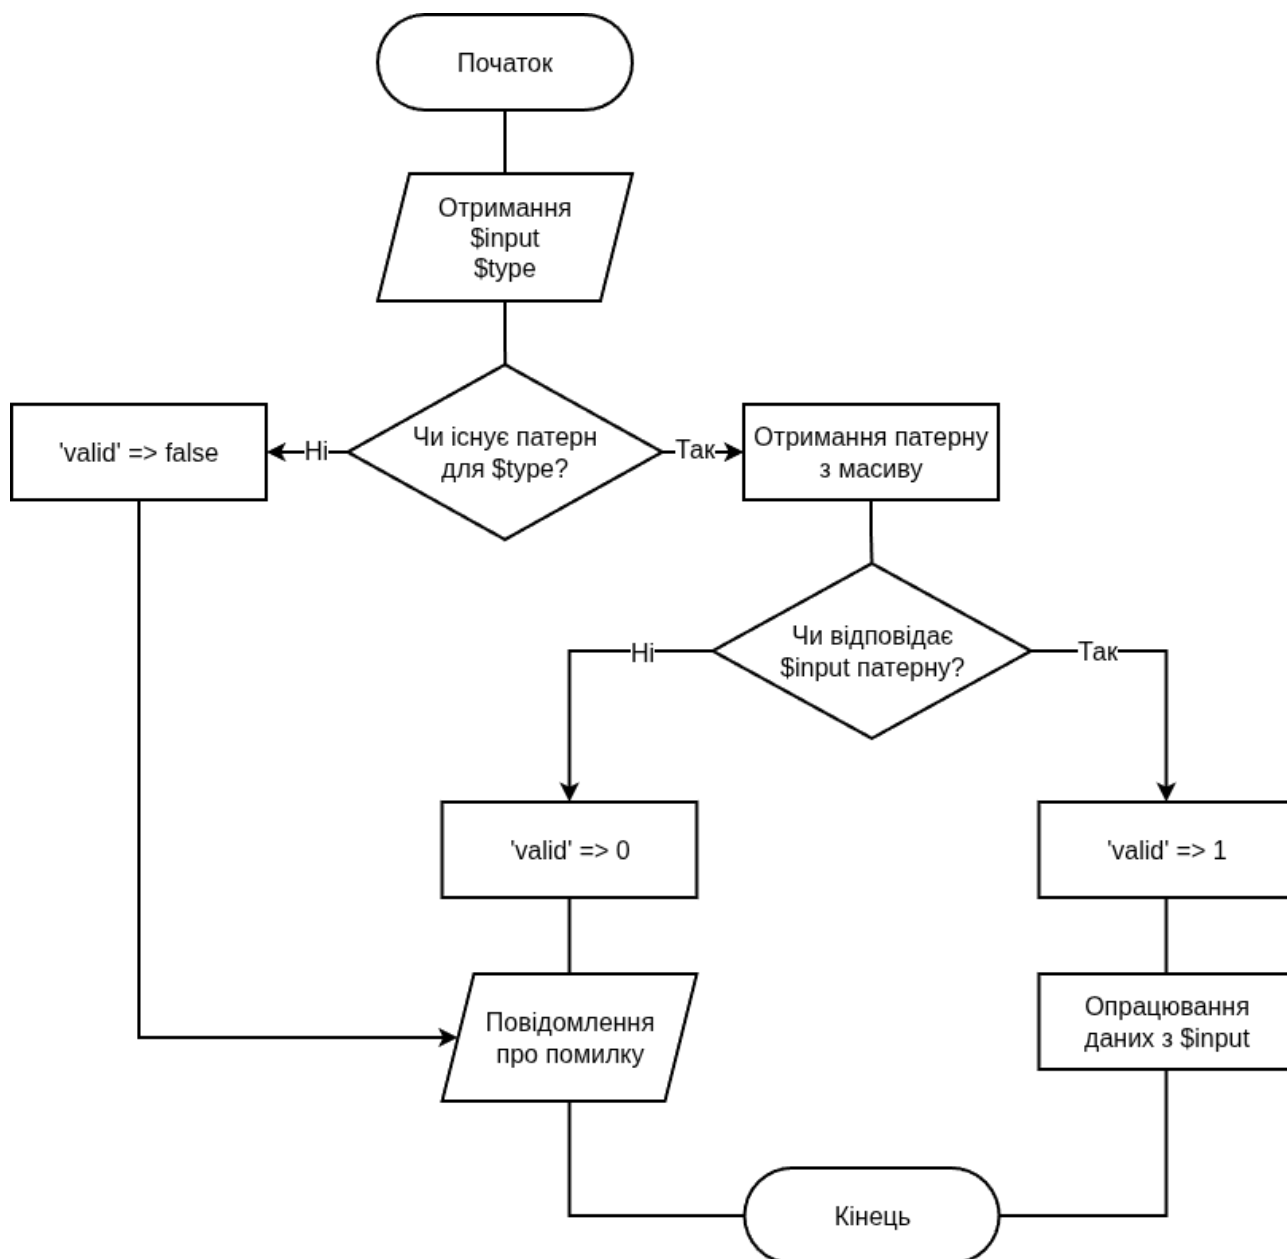 Початок
Отримання
$input
$type
Чи існує патерн
для $type?
Ні
Так
'valid' => false
Отримання патерну
з масиву
Чи відповідає
$input патерну?
Ні
Так
'valid' => 0
'valid' => 1
Повідомлення
про помилку
Опрацювання
даних з $input
Кінець